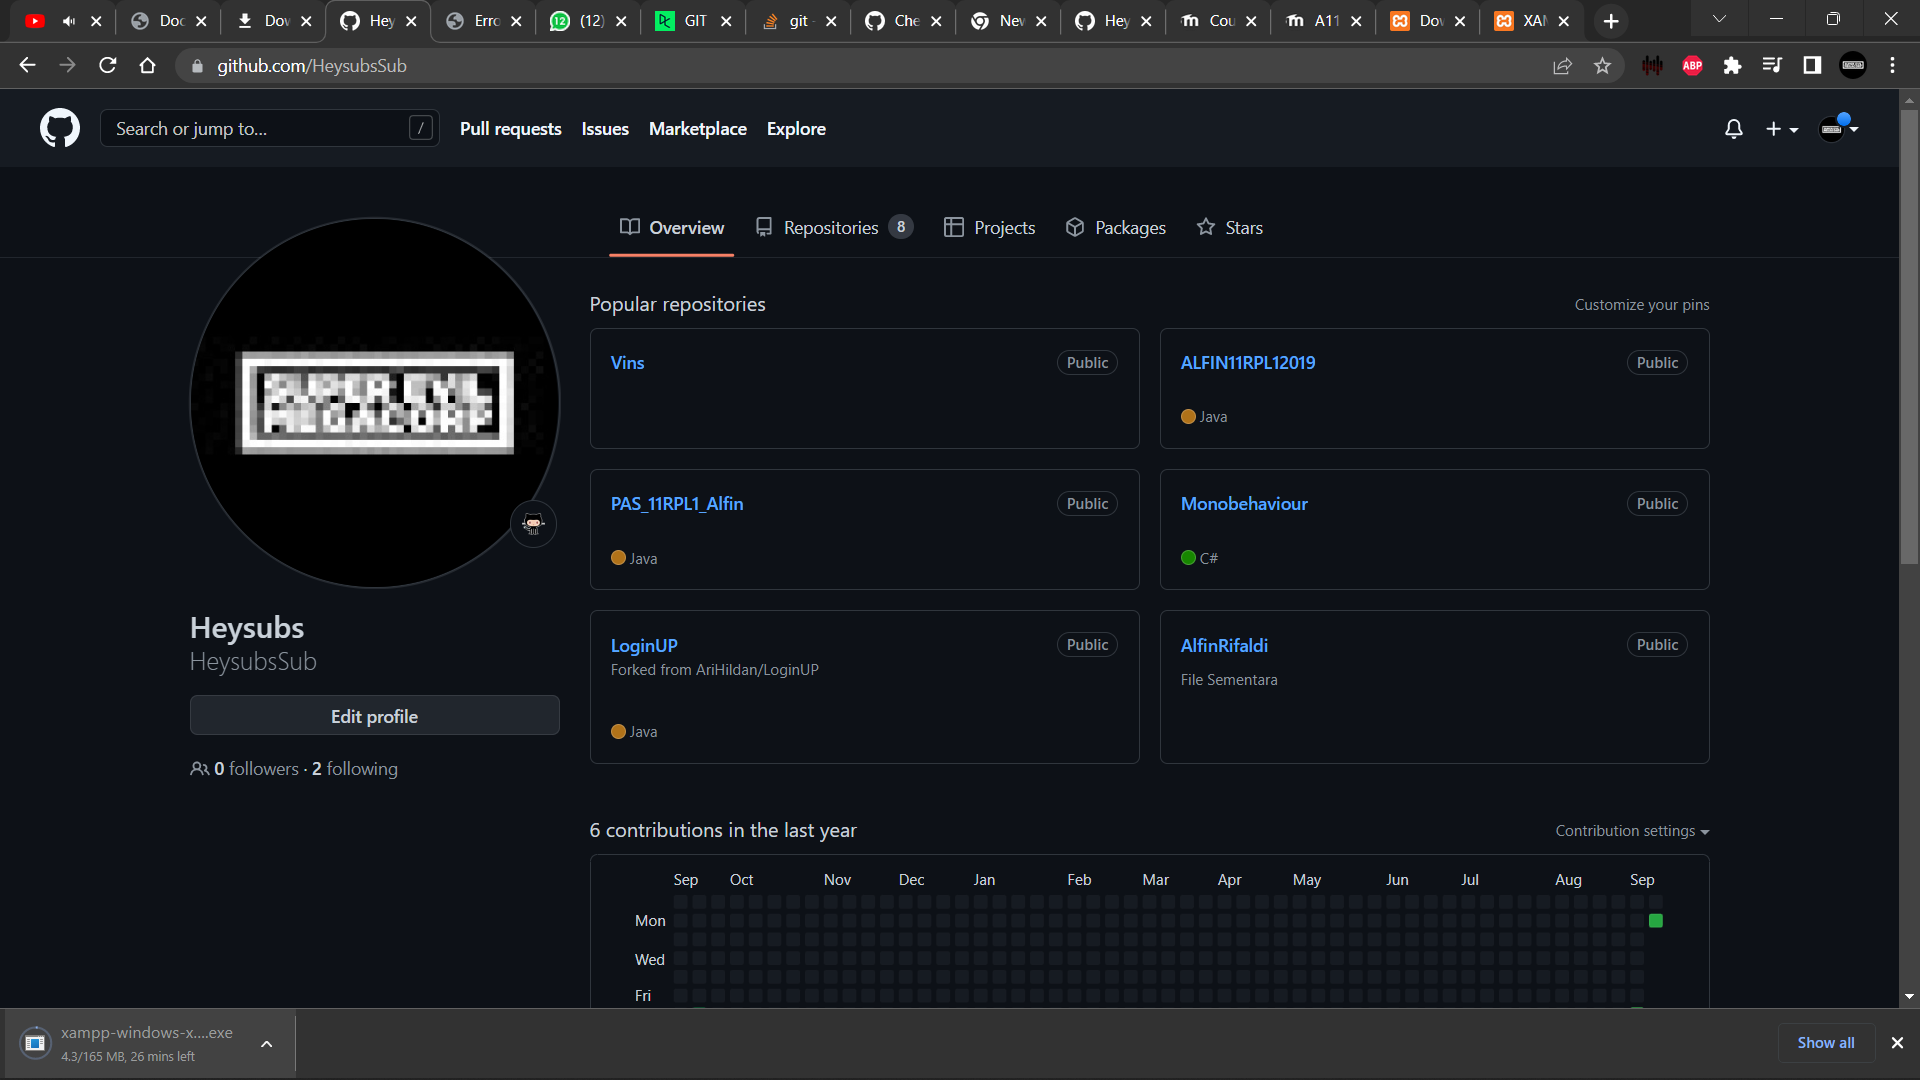 Doc
Dov
Hey
Erro
(12)
GIT
git -
Che
Nev
Hey
Cou
A11
Dov
XAN
github.com/HeysubsSub
ABP
Search or jump to...
/
Pull requests
Issues
Marketplace
Explore
Overview
Repositories 8
Projects
Packages
Stars
Popular repositories
Customize your pins
Vins
Public
ALFIN11RPL12019
Public
Java
PAS_11RPL1_Alfin
Public
Java
Monobehaviour
Public
C#
LoginUP
Public
Forked from AriHildan/LoginUP
Java
AlfinRifaldi
Public
File Sementara
Heysubs
HeysubsSub
Edit profile
0 followers · 2 following
6 contributions in the last year
Contribution settings
Sep Oct Nov Dec Jan Feb Mar Apr May Jun Jul Aug Sep
Mon
Wed
Fri
xampp-windows-x....exe
4.3/165 MB, 26 mins left
Show all